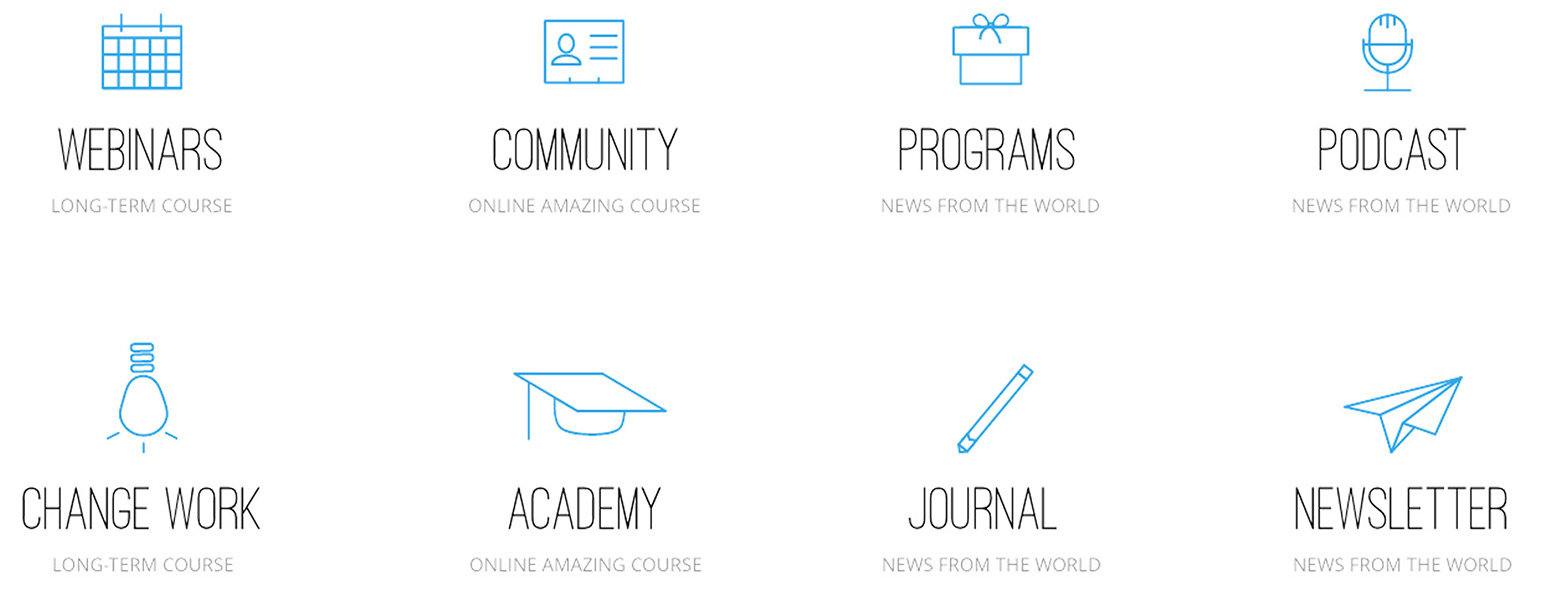 WEBINARS
LONG-TERM COURSE
COMMUNITY
ONLINE AMAZING COURSE
PROGRAMS
NEWS FROM THE WORLD
PODCAST
NEWS FROM THE WORLD
CHANGE WORK
LONG-TERM COURSE
ACADEMY
ONLINE AMAZING COURSE
JOURNAL
NEWS FROM THE WORLD
NEWSLETTER
NEWS FROM THE WORLD